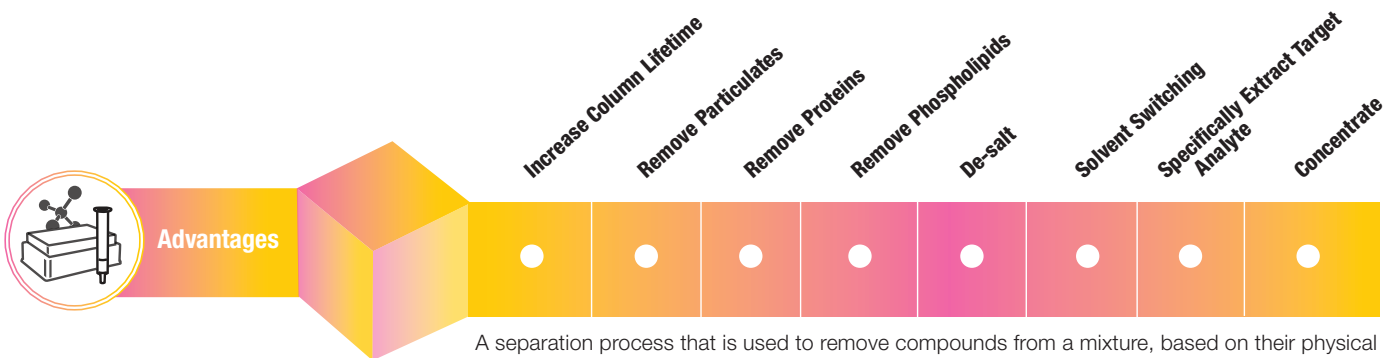 Increase Column Lifetime
Remove Particulates
Remove Proteins
Remove Phospholipids
De-salt
Solvent Switching
Specifically Extract Target
Analyte
Concentrate
Advantages
A separation process that is used to remove compounds from a mixture, based on their physical